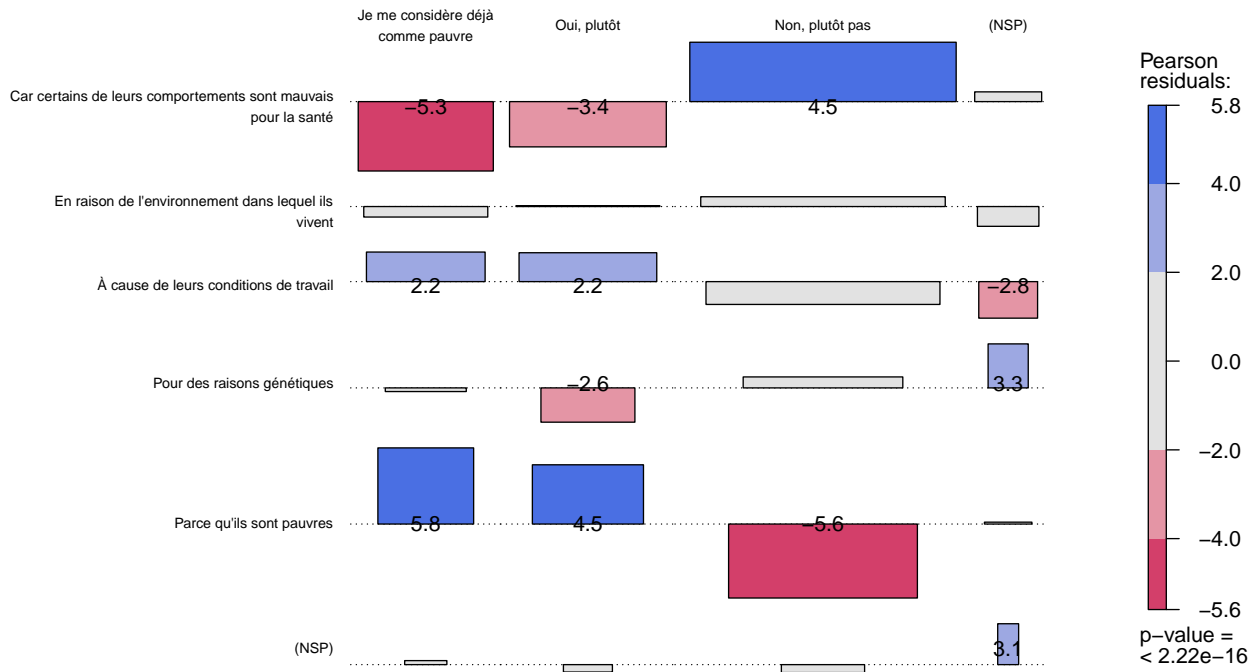 Je me considère déjà
comme pauvre
Oui, plutôt
Non, plutôt pas
(NSP)
Pearson
residuals:
Car certains de leurs comportements sont mauvais
pour la santé
−5.3
−3.4
4.5
En raison de l'environnement dans lequel ils
vivent
À cause de leurs conditions de travail
2.2
2.2
−2.8
Pour des raisons génétiques
−2.6
3.3
Parce qu'ils sont pauvres
5.8
4.5
−5.6
(NSP)
3.1
5.8
4.0
2.0
0.0
−2.0
−4.0
−5.6
p−value =
< 2.22e−16